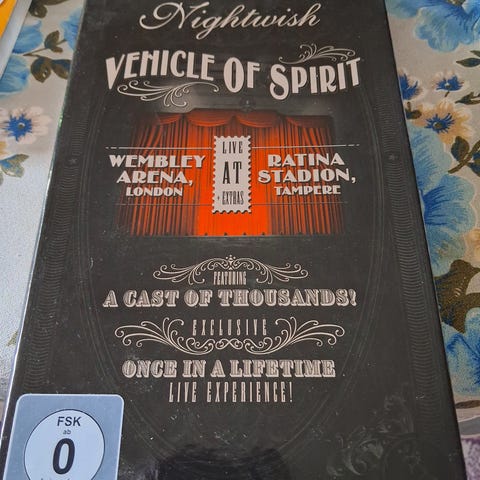 Nightwish
VEHICLE OF SPIRIT
LIVE
AT
+ EXTRAS
WEMBLEY
ARENA,
LONDON
RATINA
STADION,
TAMPERE
FEATURING
A CAST OF THOUSANDS!
EXCLUSIVE
ONCE IN A LIFETIME
LIVE EXPERIENCE!
FSK
ab
0